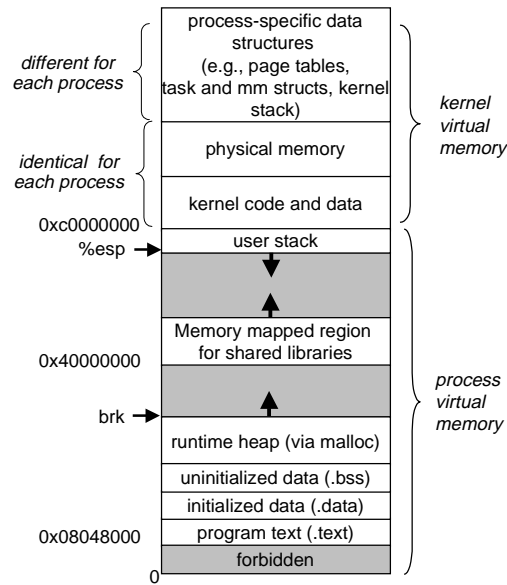 process-specific data
structures
(e.g., page tables,
task and mm structs, kernel
stack)
different for
each process
physical memory
identical for
each process
kernel code and data
kernel
virtual
memory
0xc0000000
user stack
%esp
Memory mapped region
for shared libraries
0x40000000
process
virtual
memory
brk
runtime heap (via malloc)
uninitialized data (.bss)
initialized data (.data)
program text (.text)
0x08048000
forbidden
0